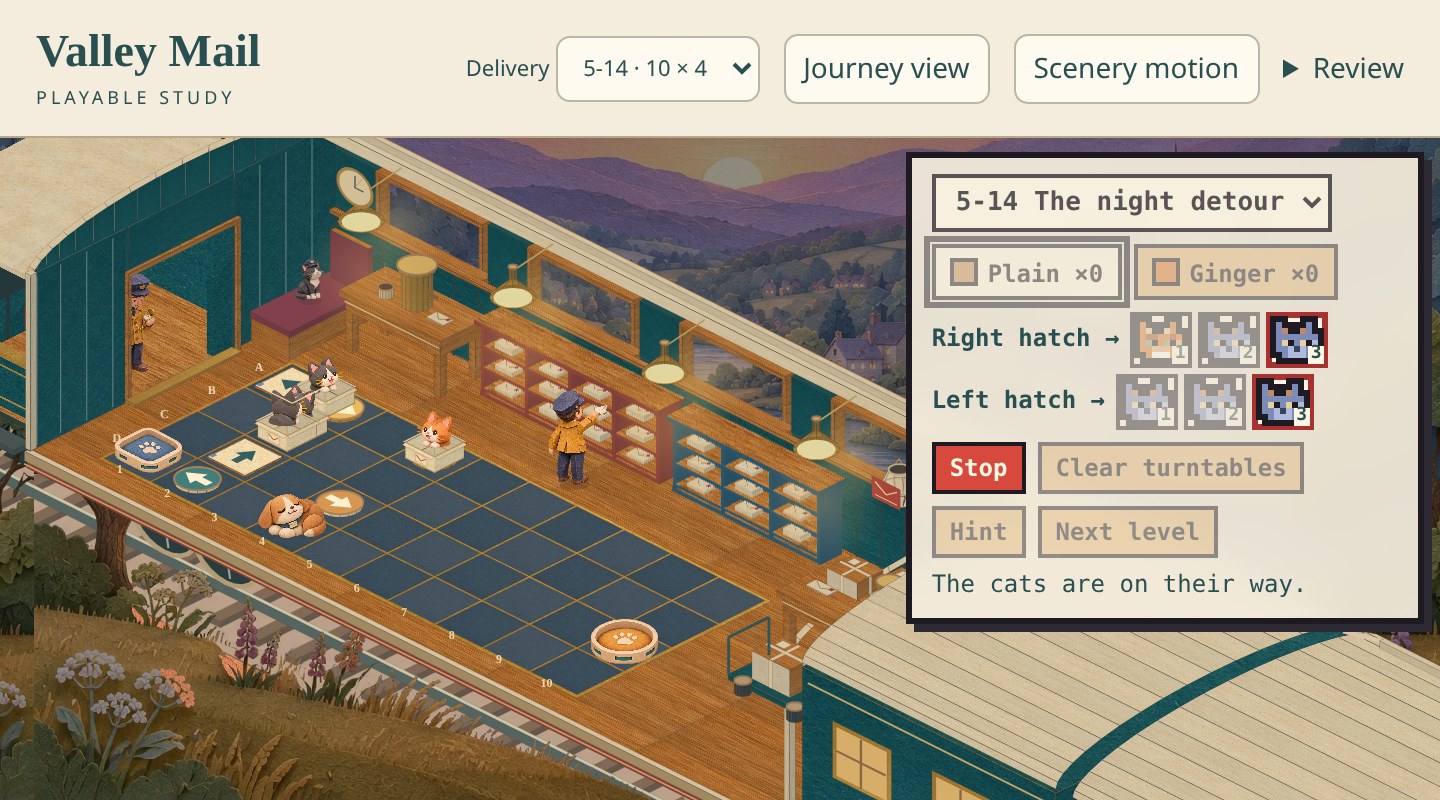 Valley Mail
PLAYABLE STUDY
Delivery 5-14 · 10 × 4
Journey view
Scenery motion
▶ Review
5-14 The night detour
Plain ×0
Ginger ×0
Right hatch → 1 2 3
Left hatch → 1 2 3
Stop
Clear turntables
Hint
Next level
The cats are on their way.
A
B
C
D
1
2
3
4
5
6
7
8
9
10